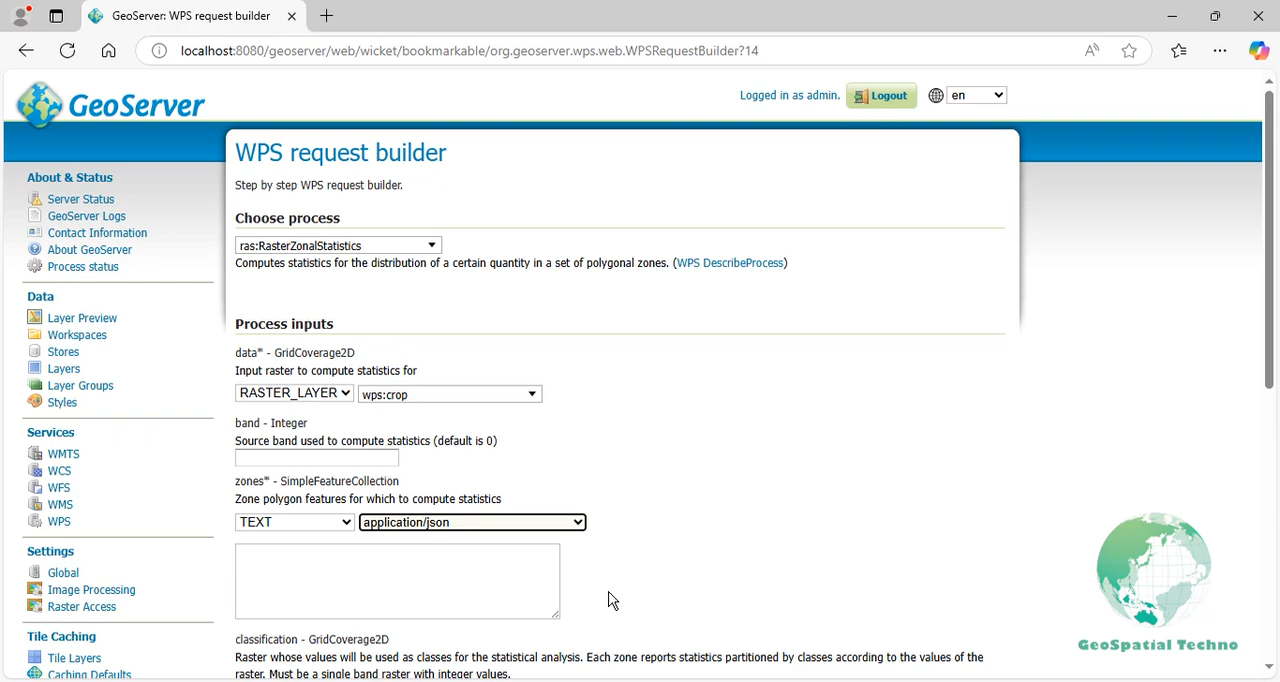 GeoServer: WPS request builder
localhost:8080/geoserver/web/wicket/bookmarkable/org.geoserver.wps.web.WPSRequestBuilder?14
GeoServer
Logged in as admin.
Logout
en
About & Status
Server Status
GeoServer Logs
Contact Information
About GeoServer
Process status
Data
Layer Preview
Workspaces
Stores
Layers
Layer Groups
Styles
Services
WMTS
WCS
WFS
WMS
WPS
Settings
Global
Image Processing
Raster Access
Tile Caching
Tile Layers
Caching Defaults
WPS request builder
Step by step WPS request builder.
Choose process
ras:RasterZonalStatistics
Computes statistics for the distribution of a certain quantity in a set of polygonal zones. (WPS DescribeProcess)
Process inputs
data* - GridCoverage2D
Input raster to compute statistics for
RASTER_LAYER wps:crop
band - Integer
Source band used to compute statistics (default is 0)
zones* - SimpleFeatureCollection
Zone polygon features for which to compute statistics
TEXT application/json
classification - GridCoverage2D
Raster whose values will be used as classes for the statistical analysis. Each zone reports statistics partitioned by classes according to the values of the
raster. Must be a single band raster with integer values.
GeoSpatial Techno